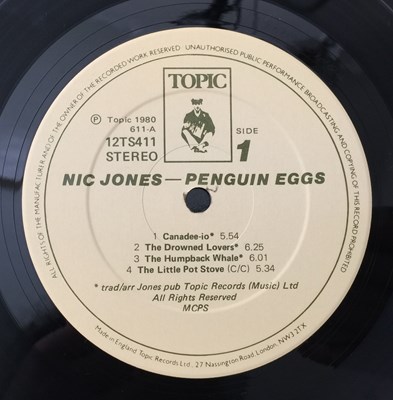 ALL RIGHTS OF THE MANUFACTURER AND OF THE OWNER OF THE RECORDED WORK RESERVED · UNAUTHORISED PUBLIC PERFORMANCE BROADCASTING AND COPYING OF THIS RECORD PROHIBITED
TOPIC
Ⓟ Topic 1980
611-A
12TS411
STEREO
SIDE
1
NIC JONES—PENGUIN EGGS
1 Canadee-io* 5.54
2 The Drowned Lovers* 6.25
3 The Humpback Whale* 6.01
4 The Little Pot Stove (C/C) 5.34
* trad/arr Jones pub Topic Records (Music) Ltd
All Rights Reserved
MCPS
Made in England Topic Records Ltd., 27 Nassington Road, London, NW3 2TX